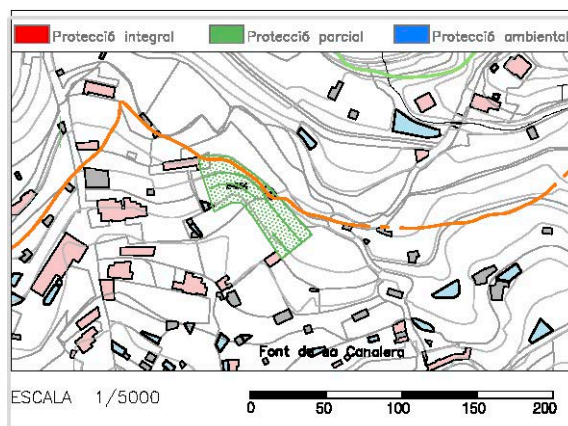 Protecció integral Protecció parcial Protecció ambiental
Font de sa Canalera
ESCALA 1/5000
0 50 100 150 200